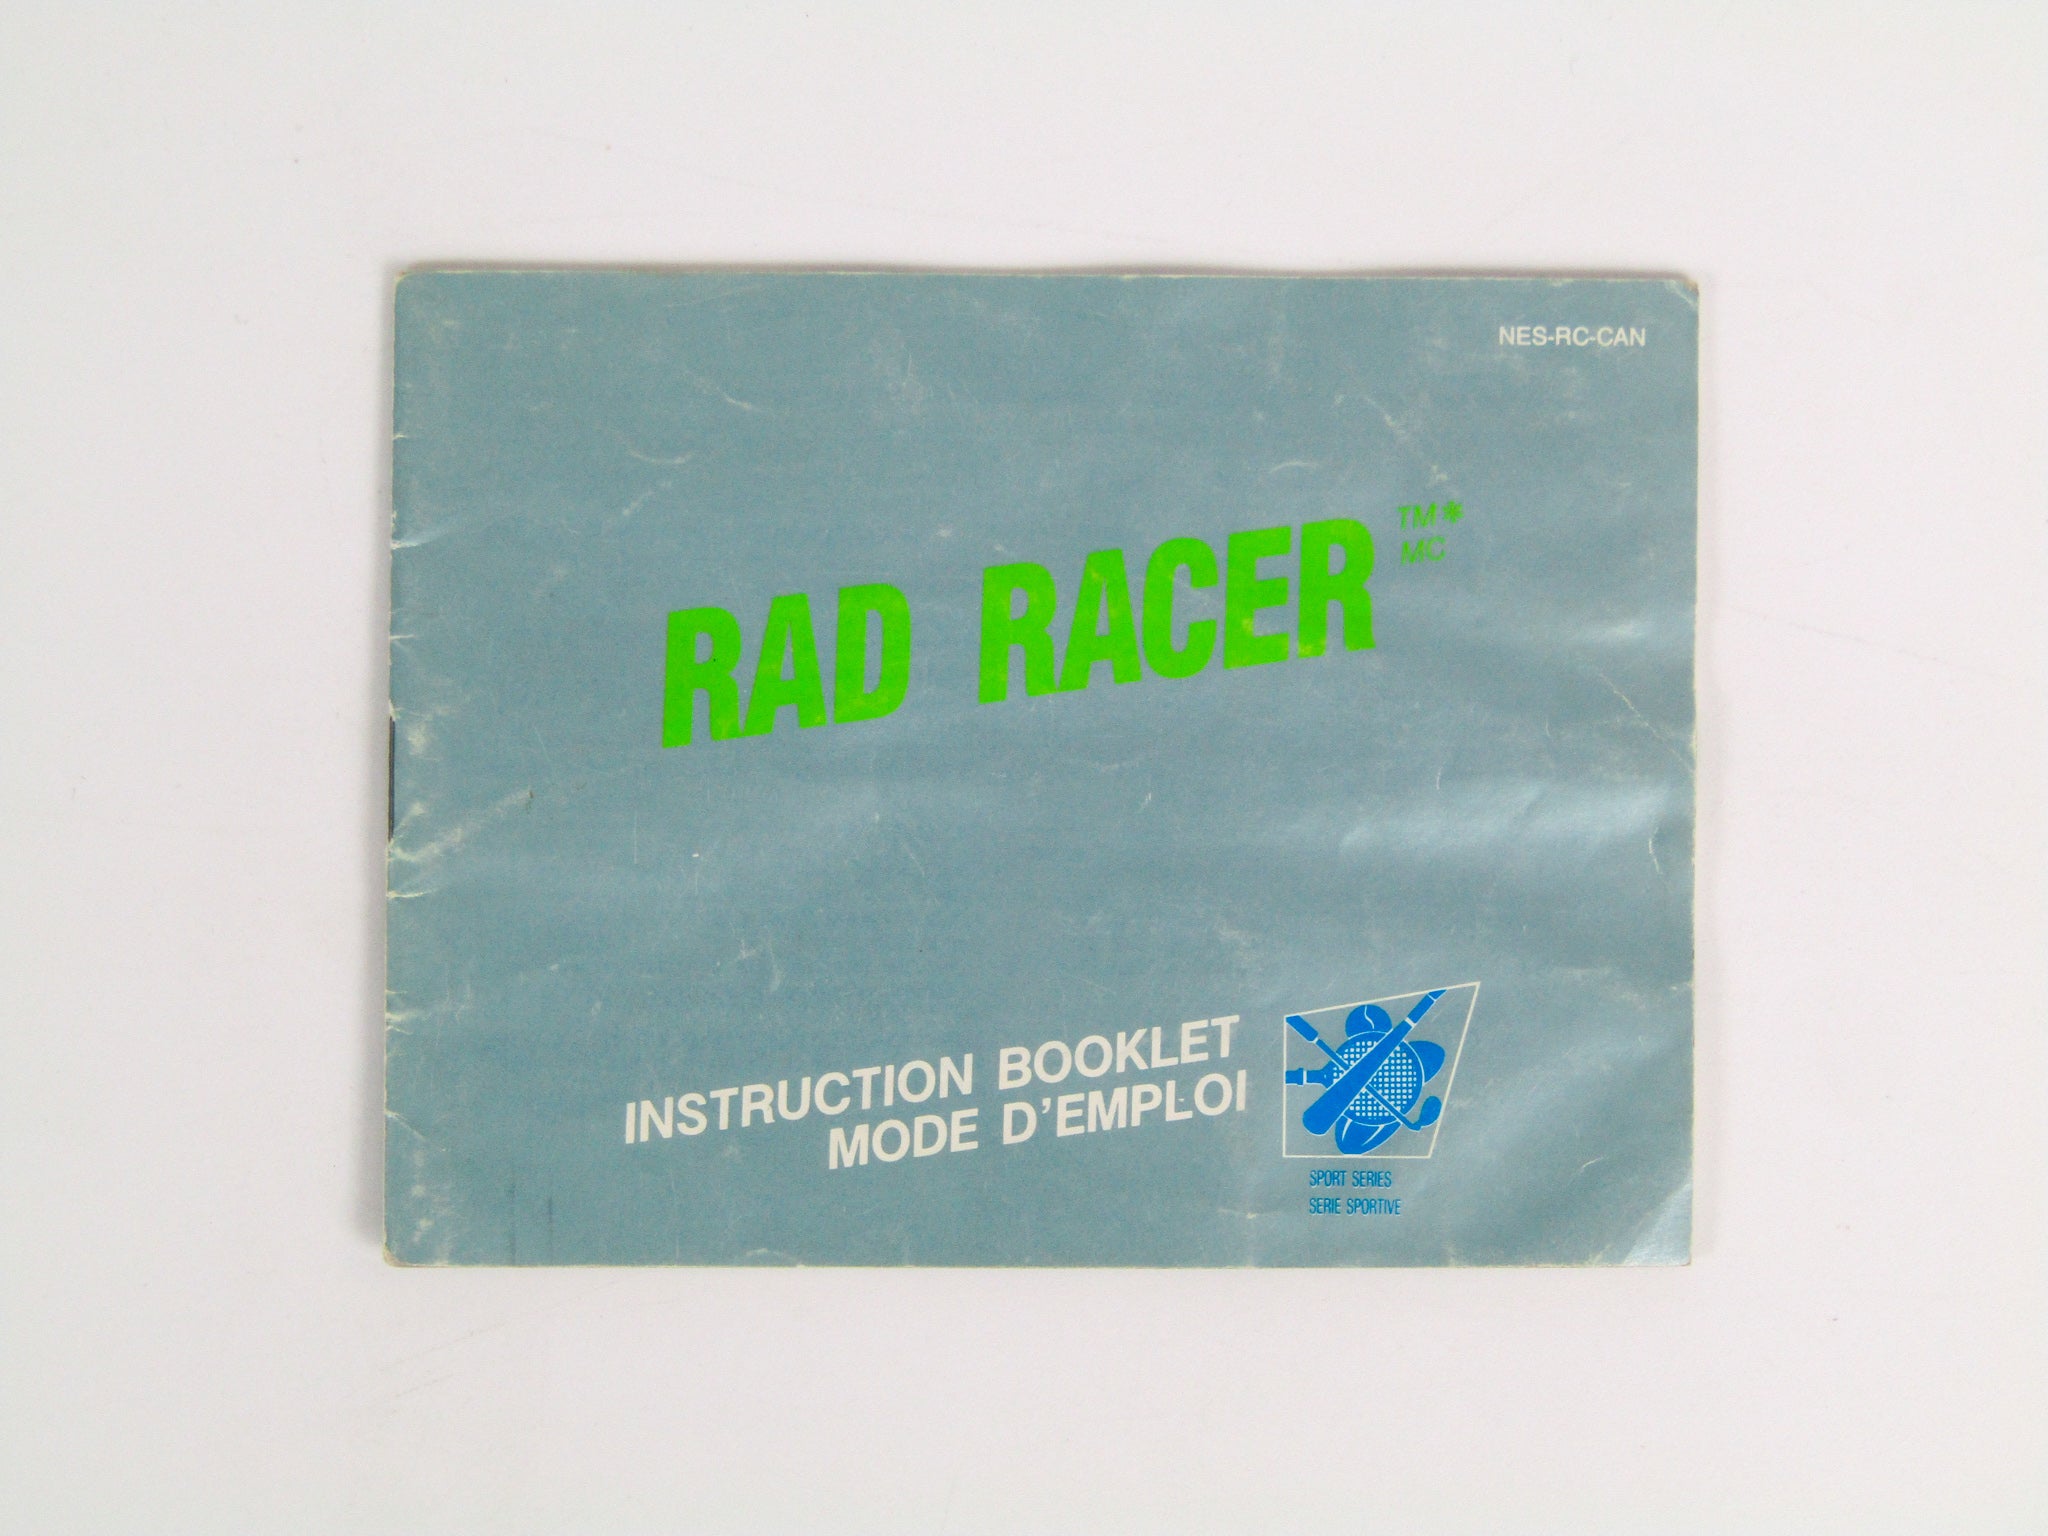 NES-RC-CAN
RAD RACER TM*
MC
INSTRUCTION BOOKLET
MODE D'EMPLOI
SPORT SERIES
SERIE SPORTIVE